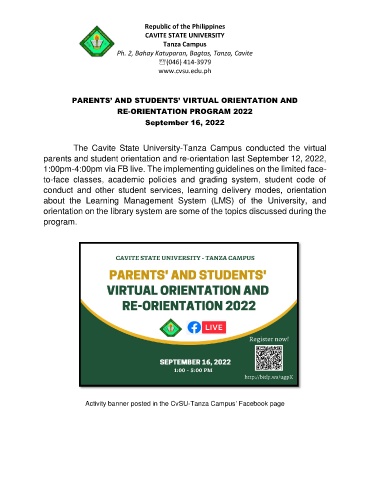 Republic of the Philippines
CAVITE STATE UNIVERSITY
Tanza Campus
Ph. 2, Bahay Katuparan, Bagtas, Tanza, Cavite
(046) 414-3979
www.cvsu.edu.ph
PARENTS' AND STUDENTS' VIRTUAL ORIENTATION AND
RE-ORIENTATION PROGRAM 2022
September 16, 2022
The Cavite State University-Tanza Campus conducted the virtual
parents and student orientation and re-orientation last September 12, 2022,
1:00pm-4:00pm via FB live. The implementing guidelines on the limited face-
to-face classes, academic policies and grading system, student code of
conduct and other student services, learning delivery modes, orientation
about the Learning Management System (LMS) of the University, and
orientation on the library system are some of the topics discussed during the
program.
CAVITE STATE UNIVERSITY - TANZA CAMPUS
PARENTS' AND STUDENTS'
VIRTUAL ORIENTATION AND
RE-ORIENTATION 2022
LIVE
Register now!
SEPTEMBER 16, 2022
1:00 - 5:00 PM
Activity banner posted in the CvSU-Tanza Campus' Facebook page